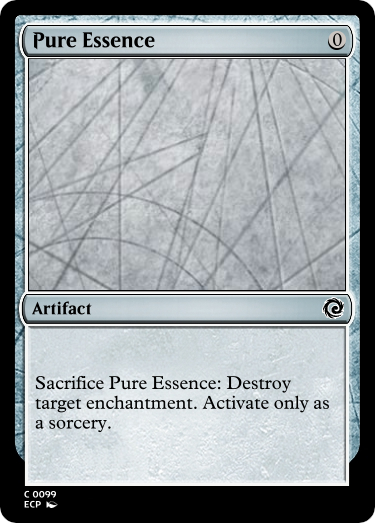 Pure Essence 0
Artifact
Sacrifice Pure Essence: Destroy
target enchantment. Activate only as
a sorcery.
C 0099
ECP